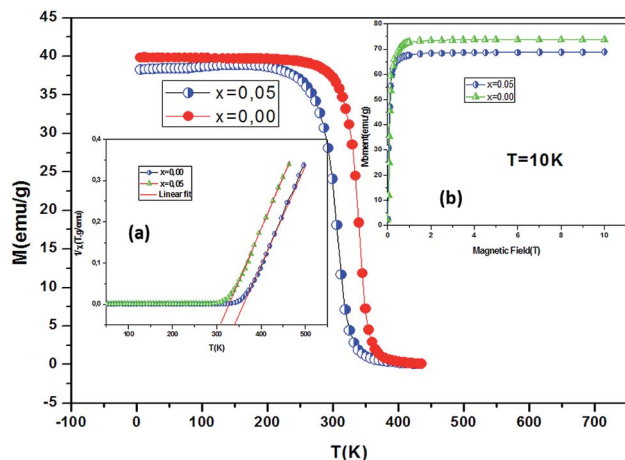 M(emu/g)
45
40
35
30
25
20
15
10
5
0
-5
x=0,05
x=0,00
-100 0 100 200 300 400 500 600 700
T(K)
0,4
0,3
0,2
0,1
0,0
1/χ(T.g/emu)
x=0,00
x=0,05
Linear fit
(a)
100 200 300 400 500
T(K)
80
70
60
50
40
30
20
10
0
Moment(emu/g)
x=0.05
x=0.00
(b)
T=10K
0 2 4 6 8 10
Magnetic Field(T)